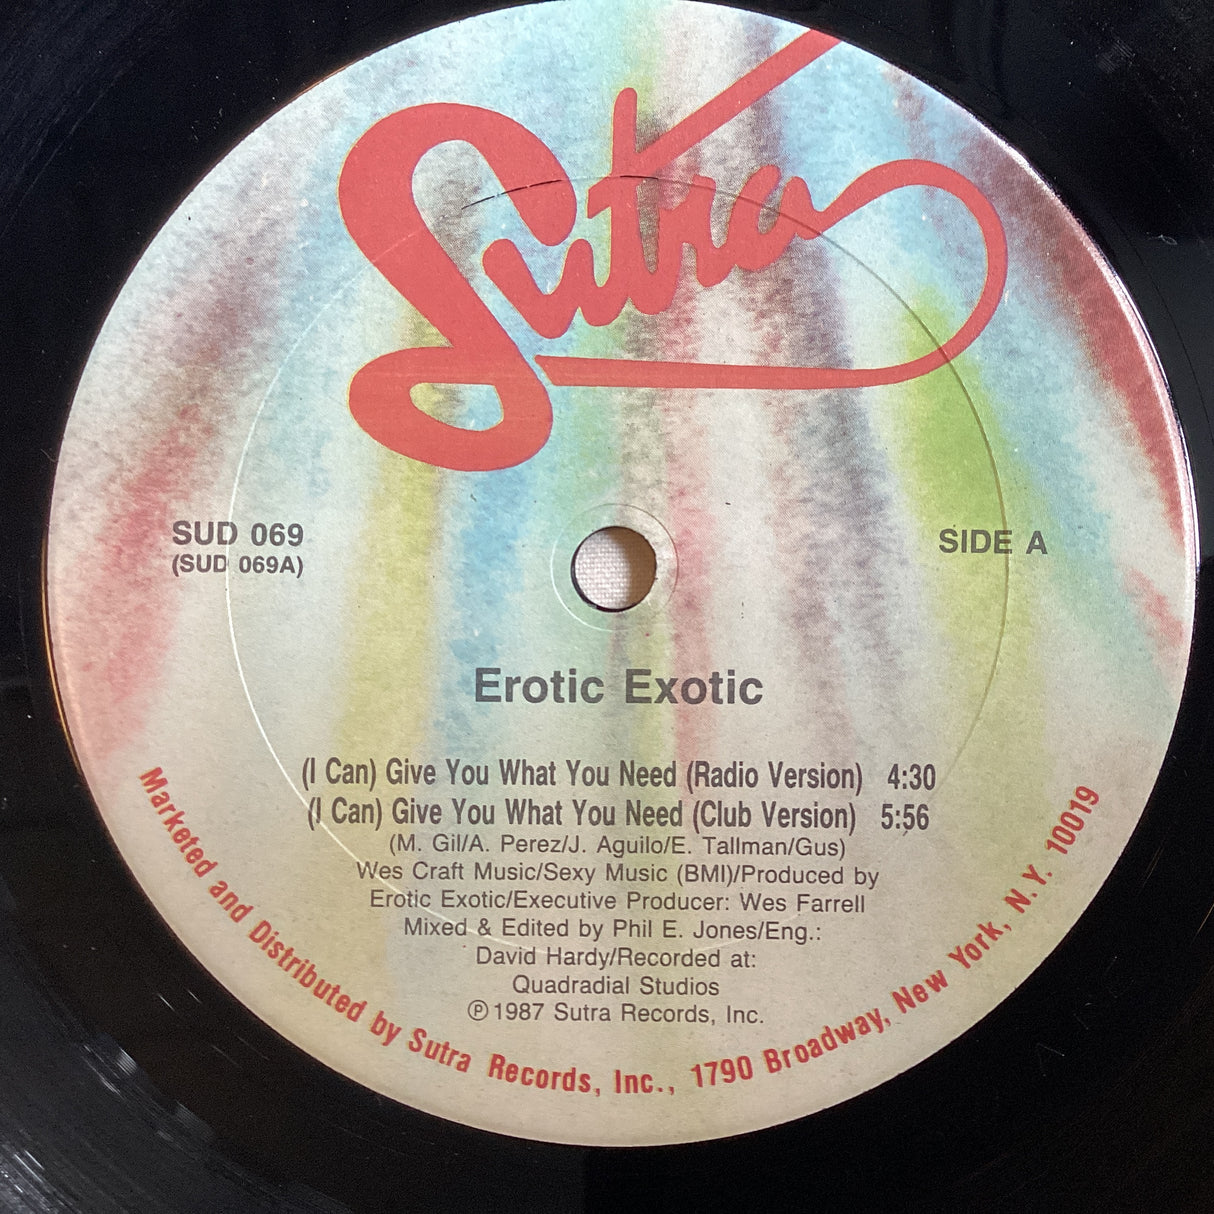 Sutra
SUD 069
(SUD 069A)
SIDE A
Erotic Exotic
(I Can) Give You What You Need (Radio Version) 4:30
(I Can) Give You What You Need (Club Version) 5:56
(M. Gil/A. Perez/J. Aguilo/E. Tallman/Gus)
Wes Craft Music/Sexy Music (BMI)/Produced by
Erotic Exotic/Executive Producer: Wes Farrell
Mixed & Edited by Phil E. Jones/Eng.:
David Hardy/Recorded at:
Quadradial Studios
℗ 1987 Sutra Records, Inc.
Marketed and Distributed by Sutra Records, Inc., 1790 Broadway, New York, N.Y. 10019